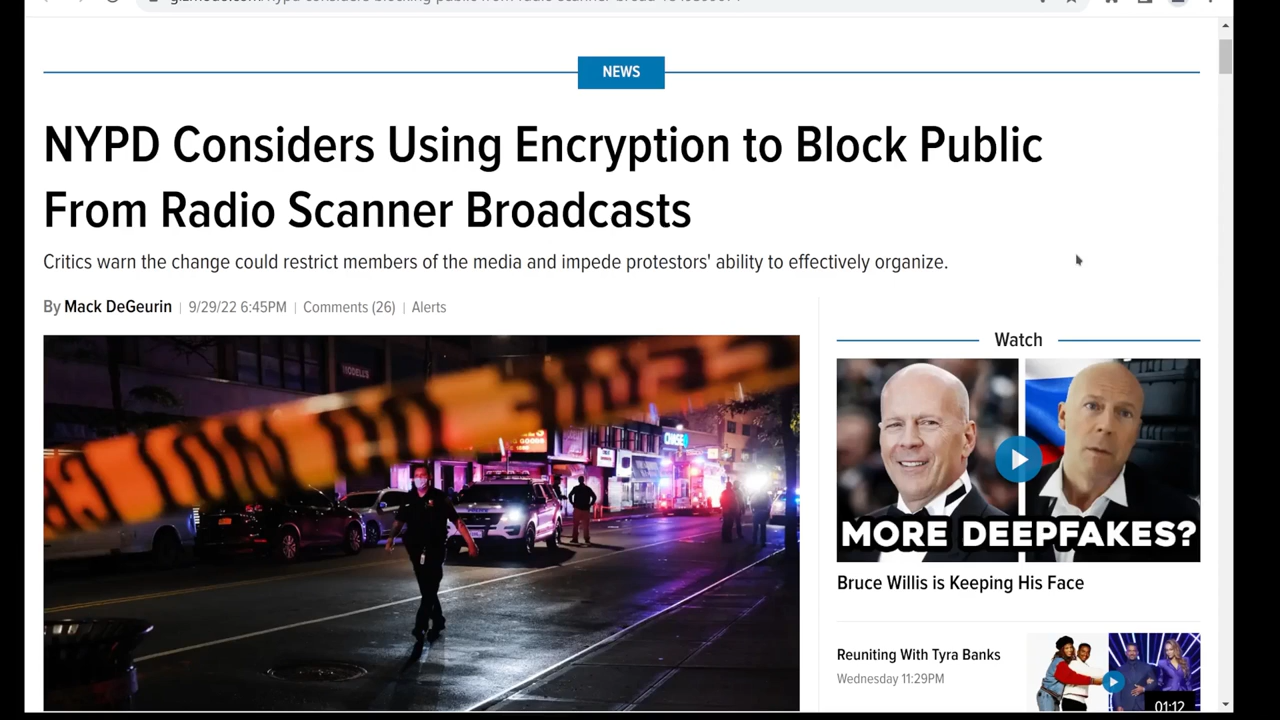 NEWS
NYPD Considers Using Encryption to Block Public
From Radio Scanner Broadcasts
Critics warn the change could restrict members of the media and impede protestors' ability to effectively organize.
By Mack DeGeurin | 9/29/22 6:45PM | Comments (26) | Alerts
MODELL'S
CHASE
Watch
MORE DEEPFAKES?
Bruce Willis is Keeping His Face
Reuniting With Tyra Banks
Wednesday 11:29PM
01:12